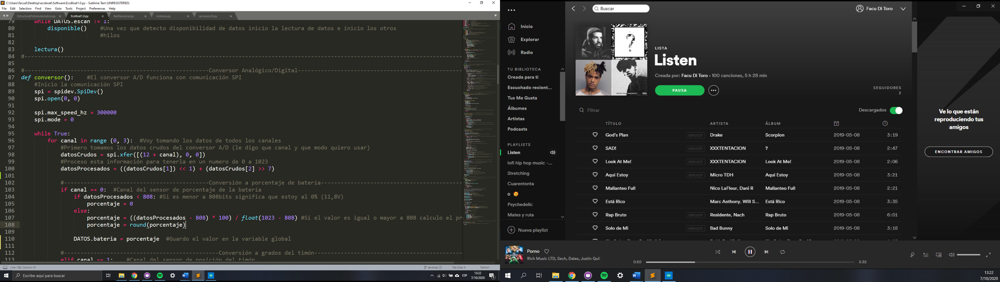 C:\Users\facud\Desktop\ecoboat\Software\EcoBoat1.0.py - Sublime Text (UNREGISTERED)
File Edit Selection Find View Goto Tools Project Preferences Help
EstructuraPilotoAutomatico.py EcoBoat1.0.py RedNeuronal.py motores.py sensoresUS.py
79 while DATOS.escan != 1:
80 disponible() #Una vez que detecto disponibilidad de datos inicio la lectura de datos e inicio los otros
81 #hilos
82
83 lectura()
84 #-----------------------------------------------------------------------
85
86 #--------------------------------------------------------Conversor Analógico/Digital--------------------------------------------------
87 def conversor(): #El conversor A/D funciona con comunicación SPI
88 #Inicio la comunicación SPI
89 spi = spidev.SpiDev()
90 spi.open(0, 0)
91
92 spi.max_speed_hz = 300000
93 spi.mode = 0
94
95 while True:
96 for canal in range (0, 3): #Voy tomando los datos de todos los canales
97 #Primero tomamos los datos crudos del conversor A/D (le digo que canal y que modo quiero usar)
98 datosCrudos = spi.xfer([(12 + canal), 0, 0])
99 #Proceso esta información para tenerla en un numero de 0 a 1023
100 datosProcesados = ((datosCrudos[1]) << 1) + (datosCrudos[2] >> 7)
101
102 #--------------------------------------------Conversión a porcentaje de batería-------------------------------------------
103 if canal == 0: #Canal del sensor de porcentaje de la batería
104 if datosProcesados < 808: #Si es menor a 808bits significa que estoy al 0% (11,8V)
105 porcentaje = 0
106 else:
107 porcentaje = ((datosProcesados - 808) * 100) / float(1023 - 808) #Si el valor es igual o mayor a 808 calculo el pr
108 porcentaje = round(porcentaje)
109
110 DATOS.bateria = porcentaje #Guardo el valor en la variable global
111
112 #-----------------------------------------------Conversión a grados del timón---------------------------------------------
113 elif canal == 1: #Canal del sensor de posición del timón
Line 108, Column 51 develop 4 Tab Size: 4 Python
Escribe aquí para buscar
ESP
13:22
7/10/2020
Buscar
Facu Di Toro
Inicio
Explorar
Radio
TU BIBLIOTECA
Creada para ti
Escuchado recient...
Tus Me Gusta
Álbumes
Artistas
Podcasts
PLAYLISTS
Listen
lofi hip hop music -...
Stretching
Cuarentonta
o 🥰
Psychedelic
Mates y ruta
Nueva playlist
LISTA
Listen
Creada por: Facu Di Toro • 100 canciones, 5 h 28 min
PAUSA
SEGUIDORES
2
Filtrar
Descargados
TÍTULO ARTISTA ÁLBUM
God's Plan EXPLICIT Drake Scorpion 2019-05-08 3:19
SAD! EXPLICIT XXXTENTACION ? 2019-05-08 2:47
Look At Me! EXPLICIT XXXTENTACION Look At Me! 2019-05-08 2:06
Aqui Estoy EXPLICIT Micro TDH Aqui Estoy 2019-05-08 3:21
Malianteo Full Nico LaFleur, Dani R Malianteo Full 2019-05-08 2:21
Está Rico Marc Anthony, Will S... Está Rico 2019-05-08 3:35
Rap Bruto EXPLICIT Residente, Nach Rap Bruto 2019-05-08 6:01
Solo de Mi EXPLICIT Bad Bunny Solo de Mi 2019-05-08 3:18
Ve lo que están
reproduciendo tus
amigos
ENCONTRAR AMIGOS
Porno
Rich Music LTD, Sech, Dalex, Justin Quil
0:50 3:32
13:22
7/10/2020